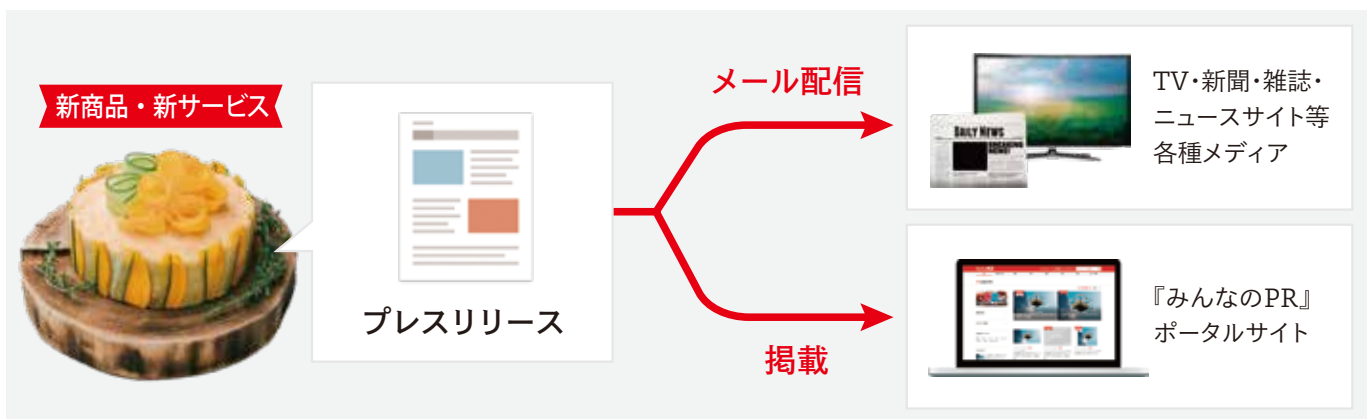 新商品・新サービス
プレスリリース
メール配信
掲載
DAILY NEWS
BREAKING
NEWS!
TV・新聞・雑誌・
ニュースサイト等
各種メディア
『みんなのPR』
ポータルサイト